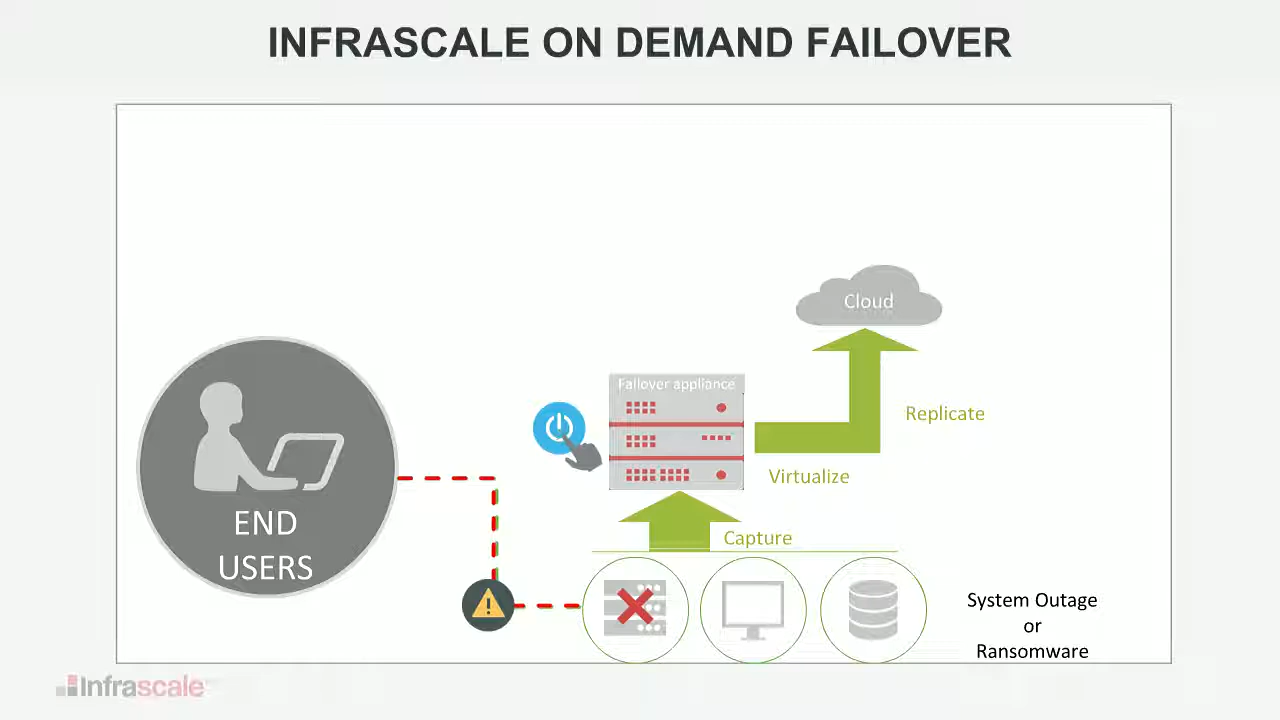 INFRASCALE ON DEMAND FAILOVER
Cloud
Failover appliance
Replicate
Virtualize
Capture
END
USERS
System Outage
or
Ransomware
Infrascale